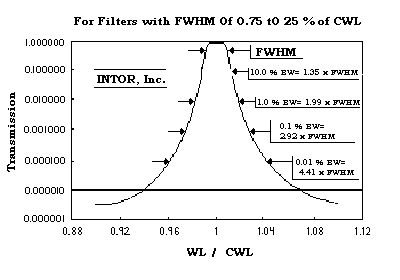 For Filters with FWHM Of 0.75 t0 25 % of CWL
1.000000
0.100000
0.010000
0.001000
0.000100
0.000010
0.000001
Transmission
INTOR, Inc.
FWHM
10.0 % BW= 1.35 x FWHM
1.0 % BW= 1.99 x FWHM
0.1 % BW=
2.92 x FWHM
0.01 % BW=
4.41 x FWHM
0.88
0.92
0.96
1
1.04
1.08
1.12
WL / CWL